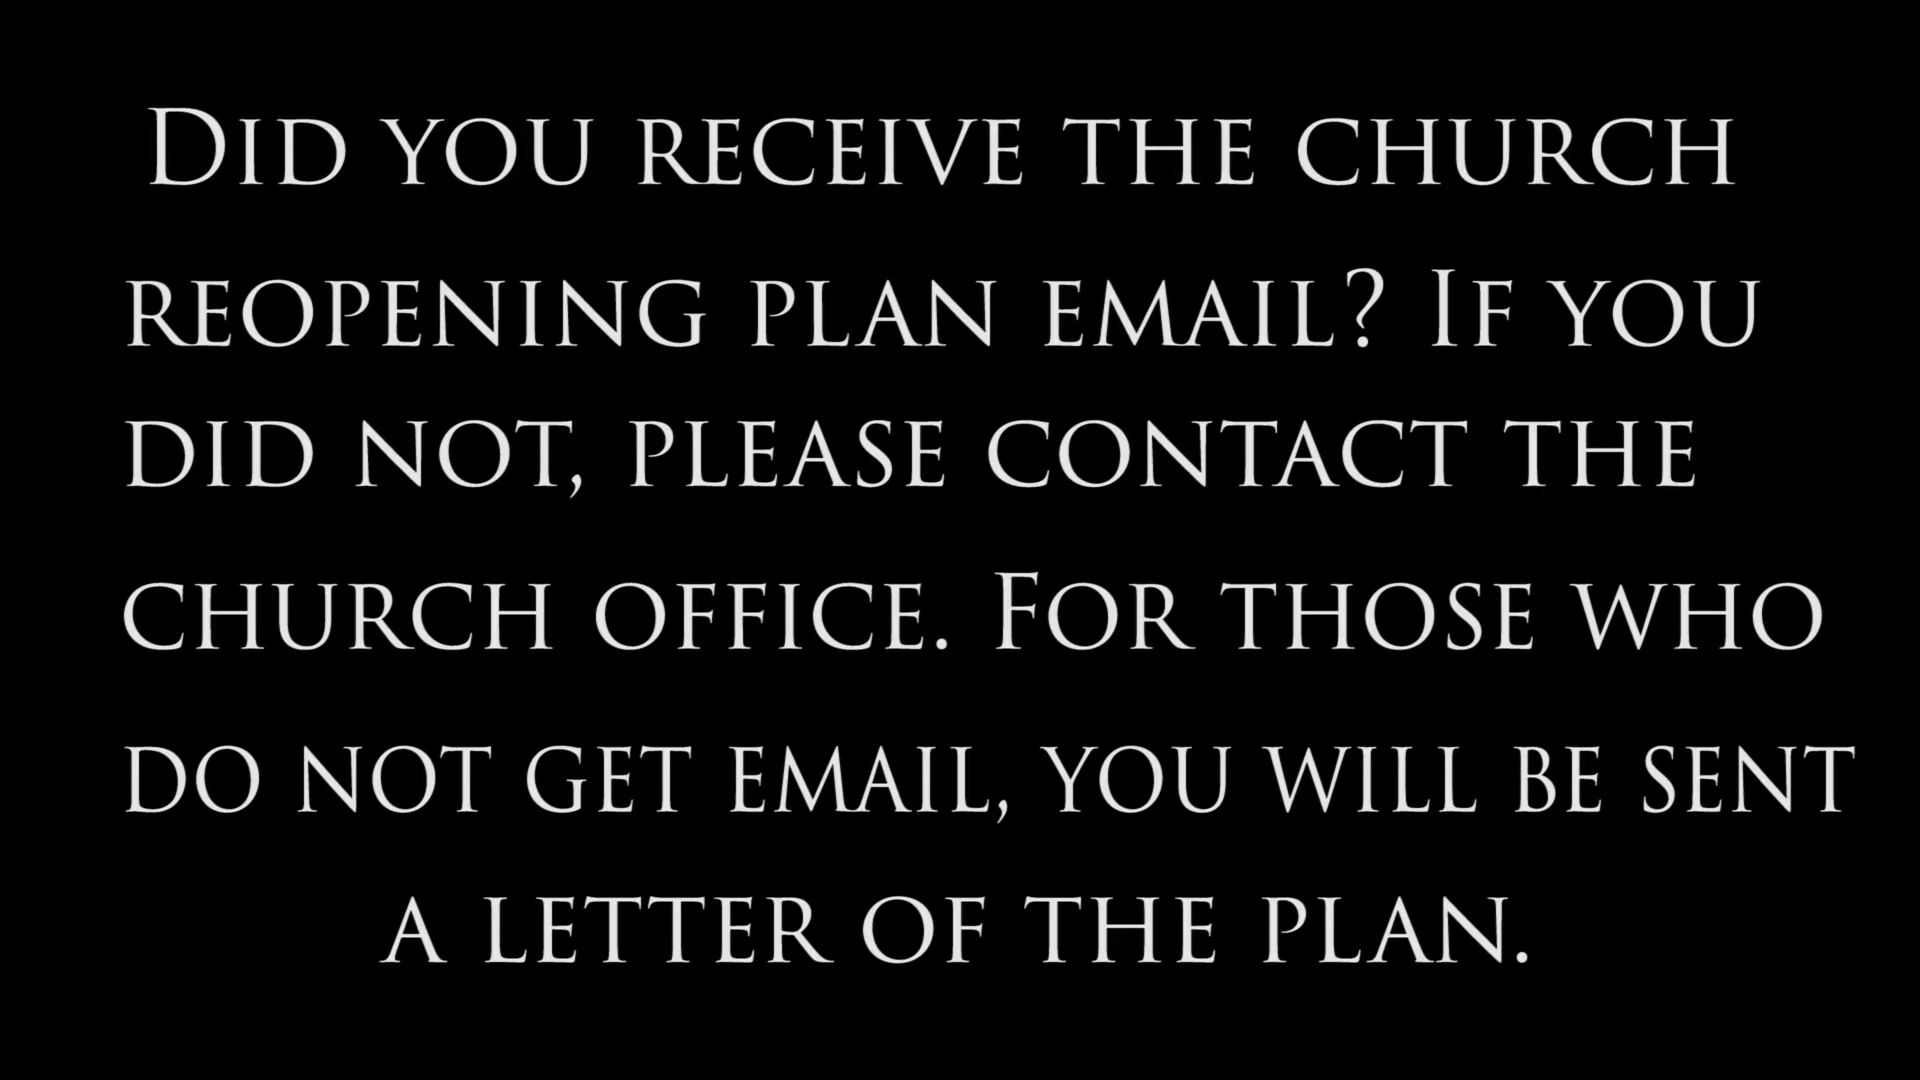 Did you receive the church
reopening plan email? If you
did not, please contact the
church office. For those who
do not get email, you will be sent
a letter of the plan.